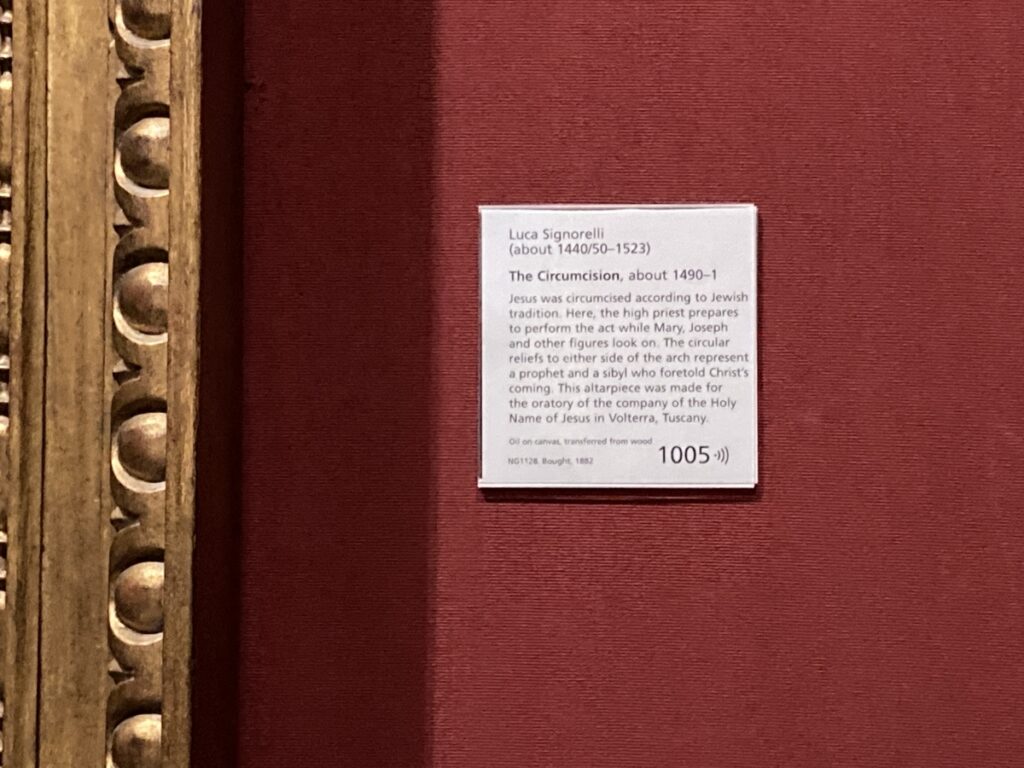 Luca Signorelli
(about 1440/50–1523)
The Circumcision, about 1490–1
Jesus was circumcised according to Jewish
tradition. Here, the high priest prepares
to perform the act while Mary, Joseph
and other figures look on. The circular
reliefs to either side of the arch represent
a prophet and a sibyl who foretold Christ's
coming. This altarpiece was made for
the oratory of the company of the Holy
Name of Jesus in Volterra, Tuscany.
Oil on canvas, transferred from wood
NG1128. Bought, 1882
1005